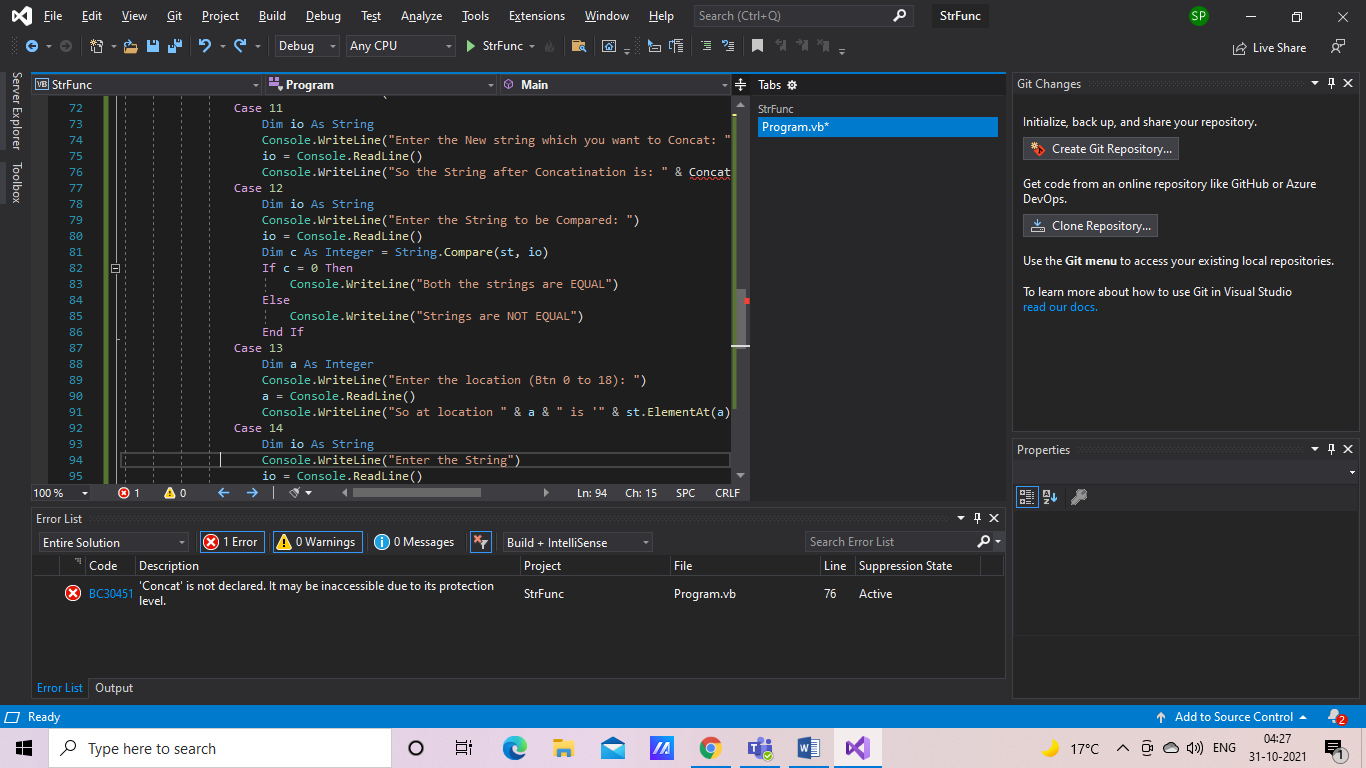 File Edit View Git Project Build Debug Test Analyze Tools Extensions Window Help Search (Ctrl+Q) StrFunc SP
Debug Any CPU StrFunc Live Share
Server Explorer
Toolbox
VB StrFunc Program Main
72 Case 11
73 Dim io As String
74 Console.WriteLine("Enter the New string which you want to Concat: "
75 io = Console.ReadLine()
76 Console.WriteLine("So the String after Concatination is: " & Concat
77 Case 12
78 Dim io As String
79 Console.WriteLine("Enter the String to be Compared: ")
80 io = Console.ReadLine()
81 Dim c As Integer = String.Compare(st, io)
82 If c = 0 Then
83 Console.WriteLine("Both the strings are EQUAL")
84 Else
85 Console.WriteLine("Strings are NOT EQUAL")
86 End If
87 Case 13
88 Dim a As Integer
89 Console.WriteLine("Enter the location (Btn 0 to 18): ")
90 a = Console.ReadLine()
91 Console.WriteLine("So at location " & a & " is '" & st.ElementAt(a)
92 Case 14
93 Dim io As String
94 Console.WriteLine("Enter the String")
95 io = Console.ReadLine()
100 % 1 0 Ln: 94 Ch: 15 SPC CRLF
Tabs
StrFunc
Program.vb*
Git Changes
Initialize, back up, and share your repository.
Create Git Repository...
Get code from an online repository like GitHub or Azure
DevOps.
Clone Repository...
Use the Git menu to access your existing local repositories.
To learn more about how to use Git in Visual Studio
read our docs.
Properties
Error List
Entire Solution 1 Error 0 Warnings 0 Messages Build + IntelliSense Search Error List
Code Description Project File Line Suppression State
BC30451 'Concat' is not declared. It may be inaccessible due to its protection
level. StrFunc Program.vb 76 Active
Error List Output
Ready Add to Source Control 2
Type here to search 17°C ENG 04:27
31-10-2021 1